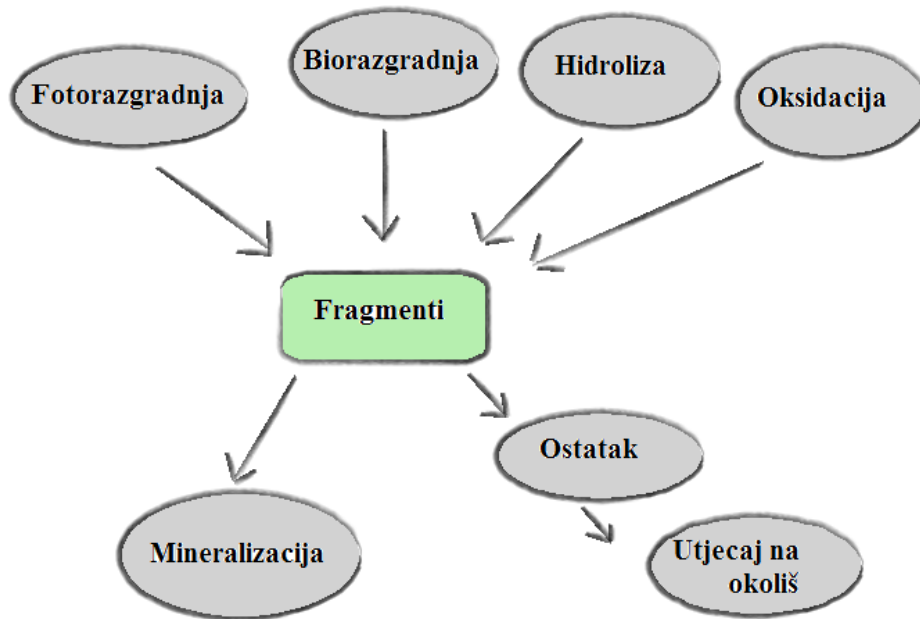 Fotorazgradnja
Biorazgradnja
Hidroliza
Oksidacija
Fragmenti
Ostatak
Mineralizacija
Utjecaj na
okoliš